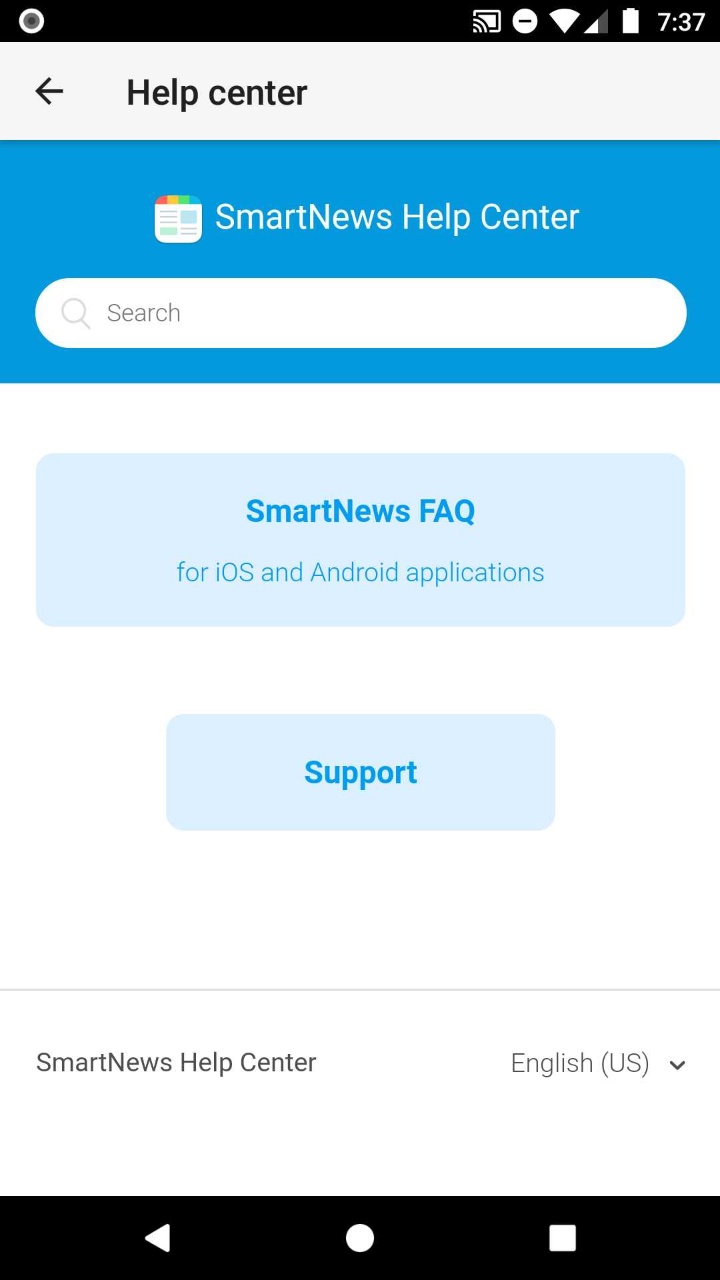 7:37
Help center
SmartNews Help Center
Search
SmartNews FAQ
for iOS and Android applications
Support
SmartNews Help Center
English (US)